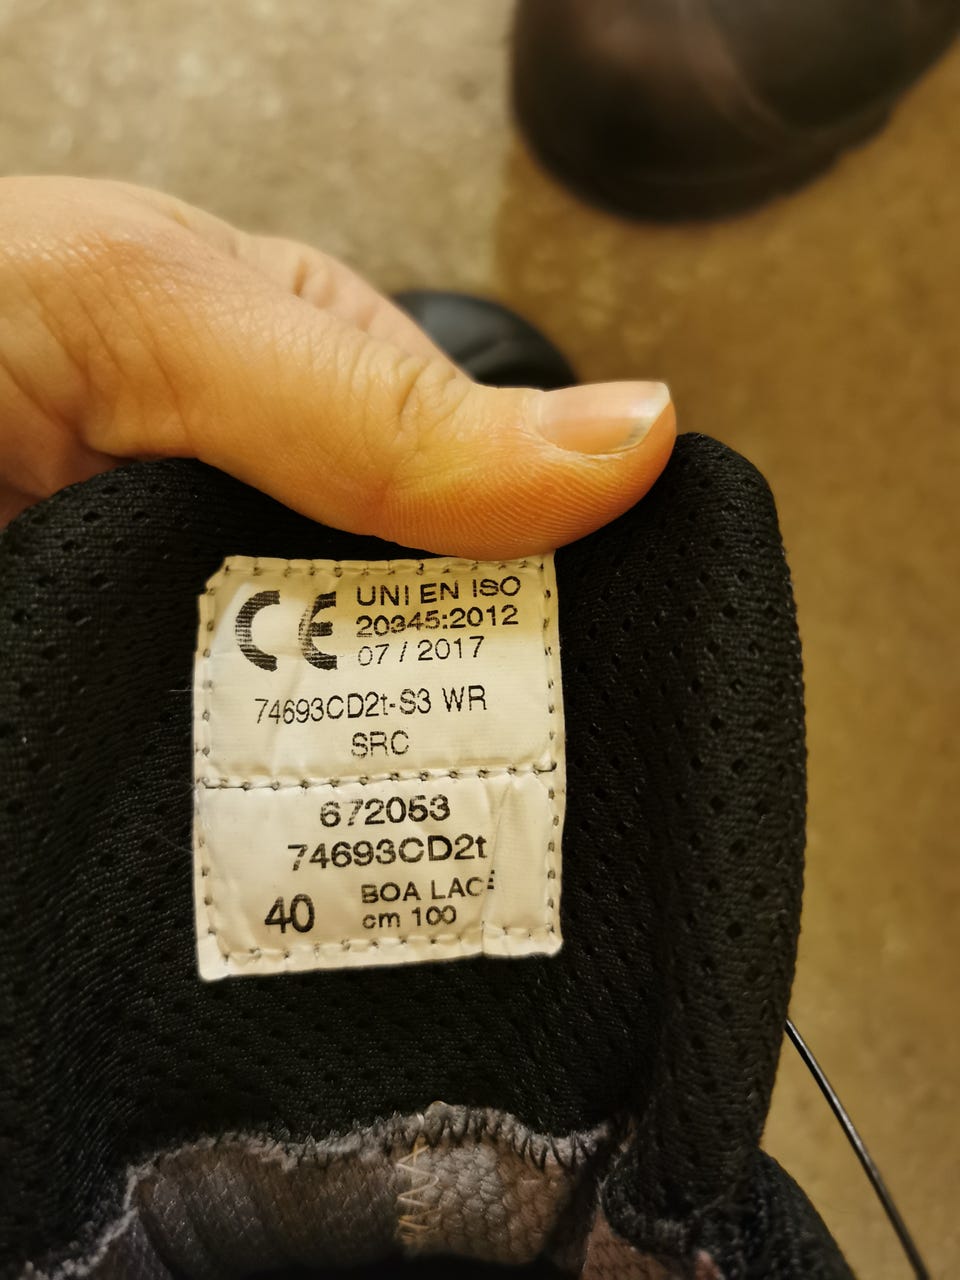 CE UNI EN ISO
20345:2012
07 / 2017
74693CD2t-S3 WR
SRC
672053
74693CD2t
40 BOA LACE
cm 100